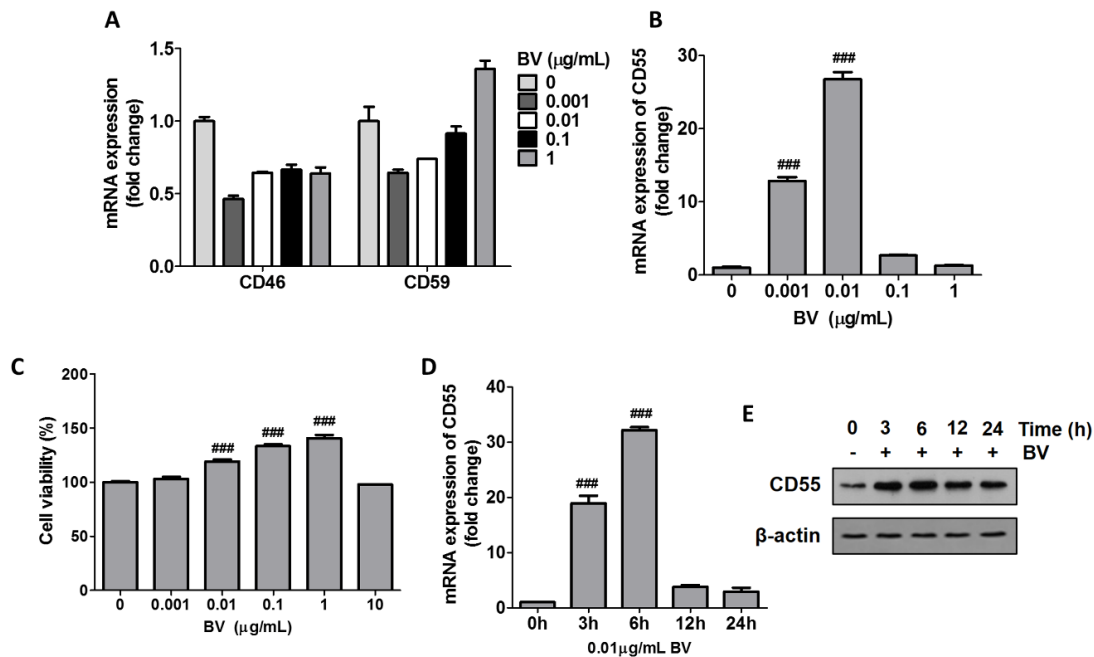 A
mRNA expression
(fold change)
1.5
1.0
0.5
0.0
CD46
CD59
BV (μg/mL)
0
0.001
0.01
0.1
1
B
mRNA expression of CD55
(fold change)
30
20
10
0
###
###
0
0.001
0.01
0.1
1
BV (μg/mL)
C
Cell viability (%)
200
150
100
50
0
###
###
###
0
0.001
0.01
0.1
1
10
BV (μg/mL)
D
mRNA expression of CD55
(fold change)
40
30
20
10
0
###
###
0h
3h
6h
12h
24h
0.01μg/mL BV
E
0 3 6 12 24 Time (h)
- + + + + BV
CD55
β-actin